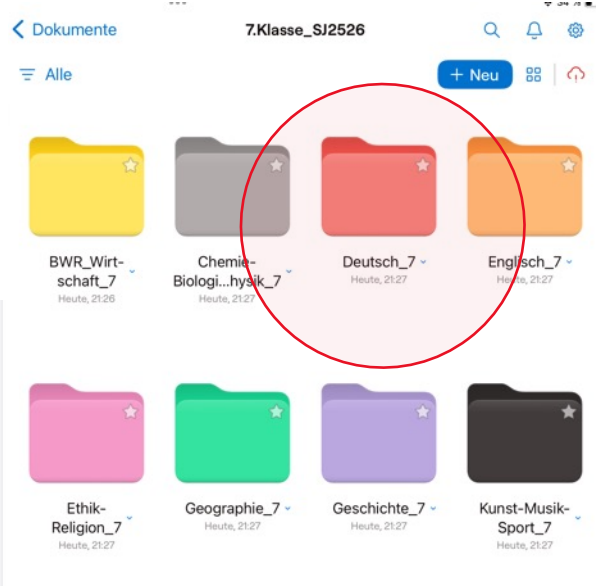 Dokumente
7.Klasse_SJ2526
Alle
+ Neu
BWR_Wirt-
schaft_7
Heute, 21:26
Chemie-
Biologi...hysik_7
Heute, 21:27
Deutsch_7
Heute, 21:27
Englisch_7
Heute, 21:27
Ethik-
Religion_7
Heute, 21:27
Geographie_7
Heute, 21:27
Geschichte_7
Heute, 21:27
Kunst-Musik-
Sport_7
Heute, 21:27